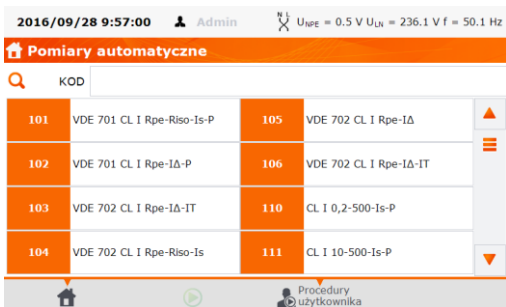 2016/09/28 9:57:00 Admin N L UNPE = 0.5 V ULN = 236.1 V f = 50.1 Hz
Pomiary automatyczne
KOD
101 VDE 701 CL I Rpe-Riso-Is-P 105 VDE 702 CL I Rpe-IΔ
102 VDE 701 CL I Rpe-IΔ-P 106 VDE 702 CL I Rpe-IΔ-IT
103 VDE 702 CL I Rpe-IΔ-IT 110 CL I 0,2-500-Is-P
104 VDE 702 CL I Rpe-Riso-Is 111 CL I 10-500-Is-P
Procedury
użytkownika